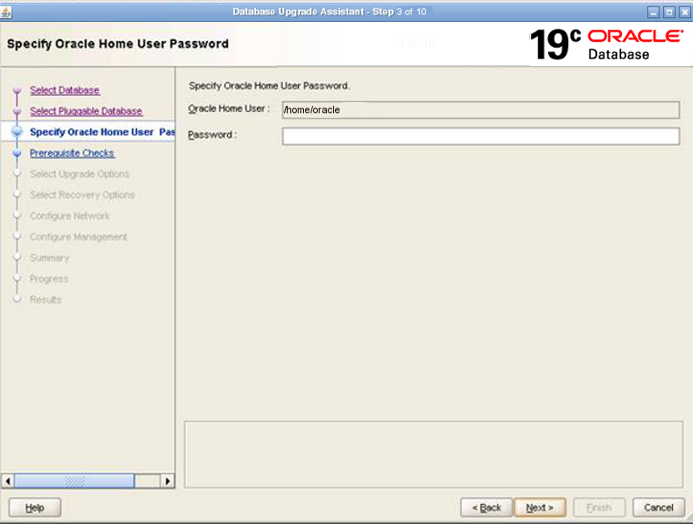 Database Upgrade Assistant - Step 3 of 10
Specify Oracle Home User Password
19c ORACLE
Database
Select Database
Select Pluggable Database
Specify Oracle Home User Pas
Prerequisite Checks
Select Upgrade Options
Select Recovery Options
Configure Network
Configure Management
Summary
Progress
Results
Specify Oracle Home User Password.
Oracle Home User : /home/oracle
Password :
Help
< Back
Next >
Finish
Cancel